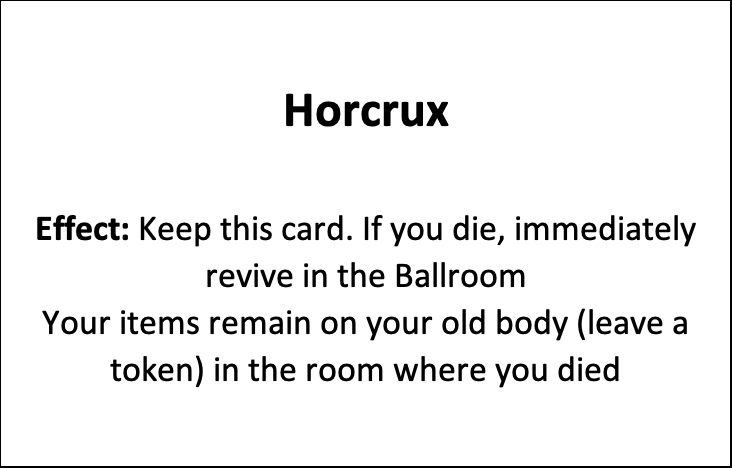 Horcrux
Effect: Keep this card. If you die, immediately
revive in the Ballroom
Your items remain on your old body (leave a
token) in the room where you died